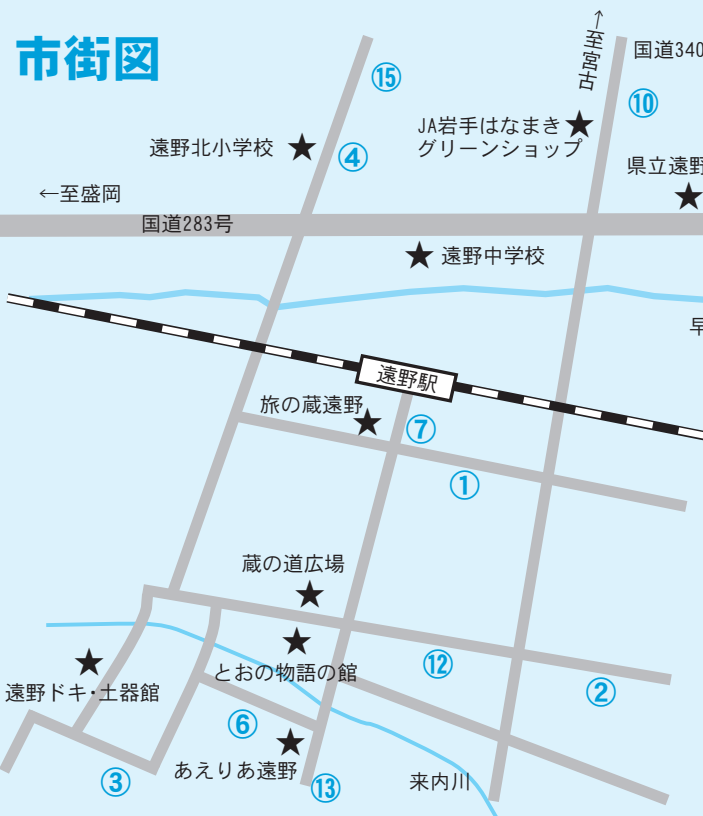 市街図
↑至宮古
国道340
⑮
⑩
JA岩手はなまき
グリーンショップ
遠野北小学校
④
県立遠野
←至盛岡
国道283号
遠野中学校
早
遠野駅
旅の蔵遠野
⑦
①
蔵の道広場
とおの物語の館
⑫
遠野ドキ・土器館
②
⑥
あえりあ遠野
③
⑬
来内川